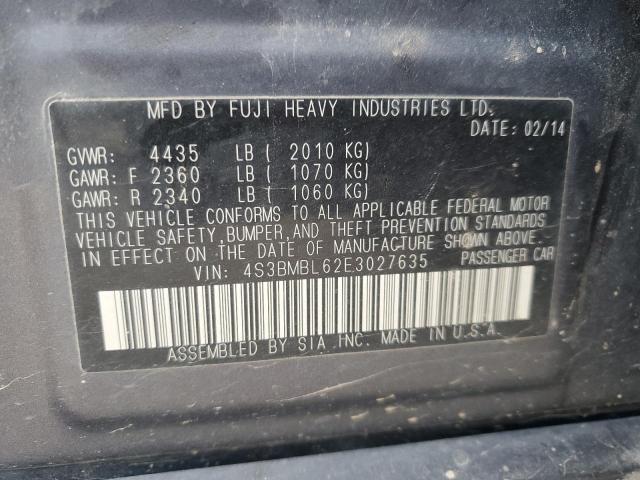 MFD BY FUJI HEAVY INDUSTRIES LTD.
DATE: 02/14
GVWR: 4435 LB ( 2010 KG)
GAWR: F 2360 LB ( 1070 KG)
GAWR: R 2340 LB ( 1060 KG)
THIS VEHICLE CONFORMS TO ALL APPLICABLE FEDERAL MOTOR
VEHICLE SAFETY, BUMPER, AND THEFT PREVENTION STANDARDS
IN EFFECT ON THE DATE OF MANUFACTURE SHOWN ABOVE.
VIN: 4S3BMBL62E3027635 PASSENGER CAR
ASSEMBLED BY SIA INC. MADE IN U.S.A.